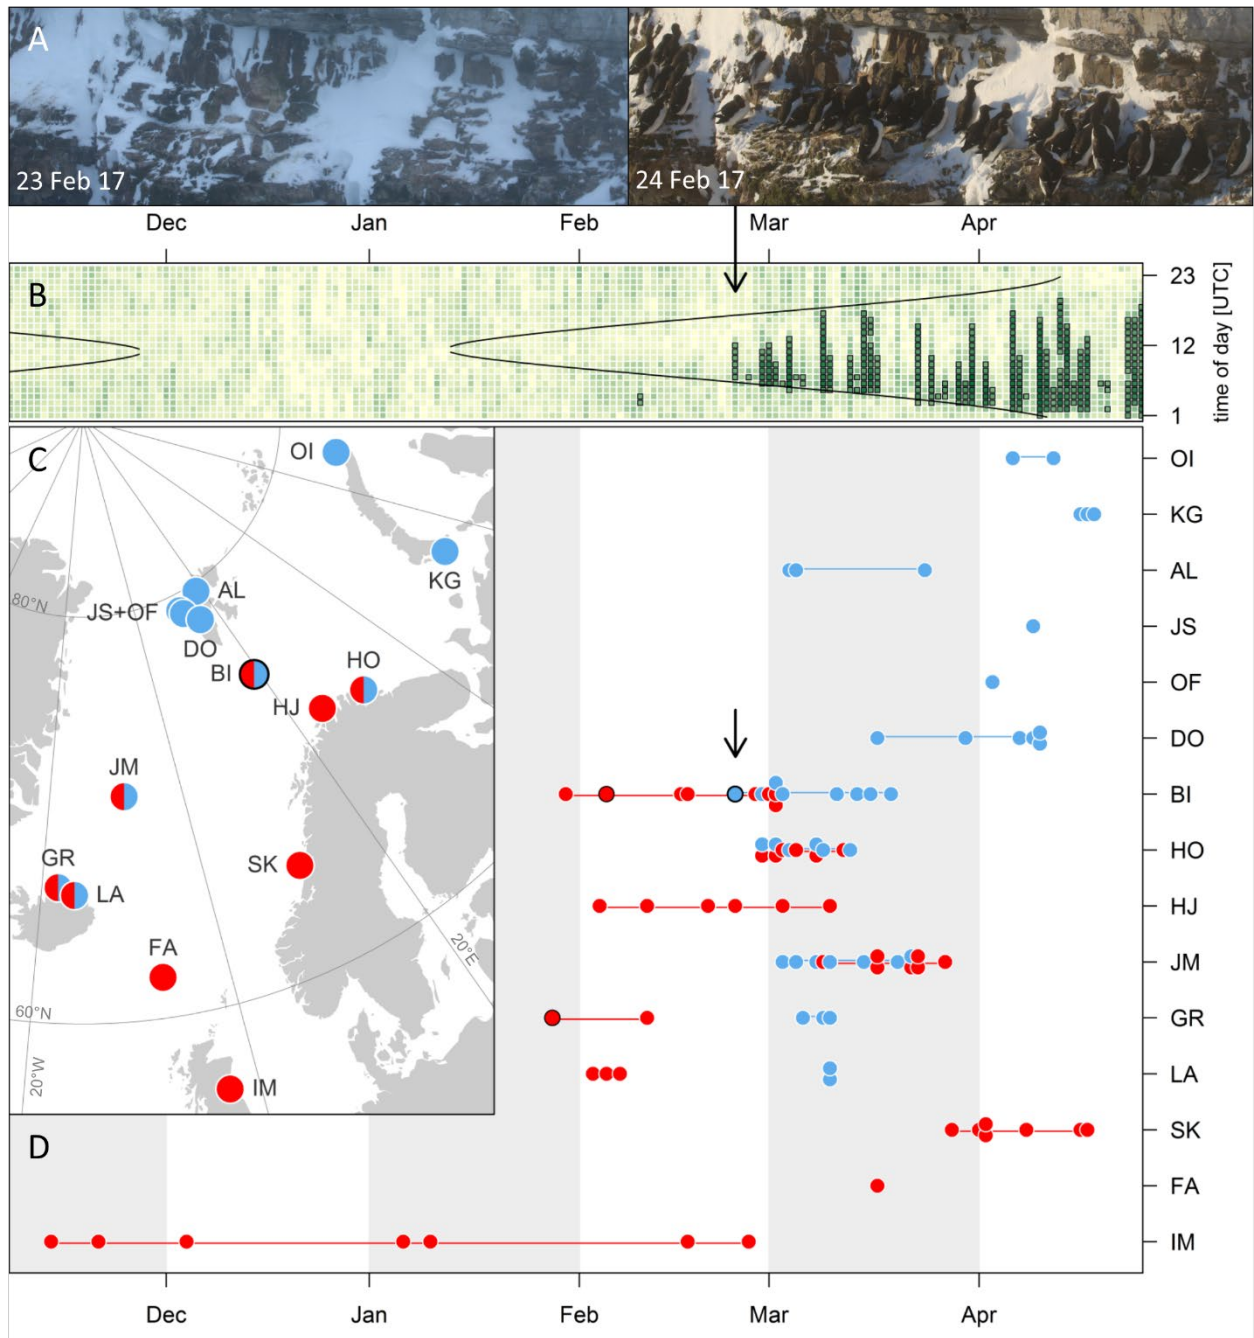 A
23 Feb 17
24 Feb 17
Dec Jan Feb Mar Apr
B
23
12
1
time of day [UTC]
C
OI
KG
AL
JS+OF
DO
BI
HO
HJ
JM
SK
GR
LA
FA
IM
80°N
60°N
20°W
20°E
OI
KG
AL
JS
OF
DO
BI
HO
HJ
JM
GR
LA
SK
FA
IM
D
Dec Jan Feb Mar Apr